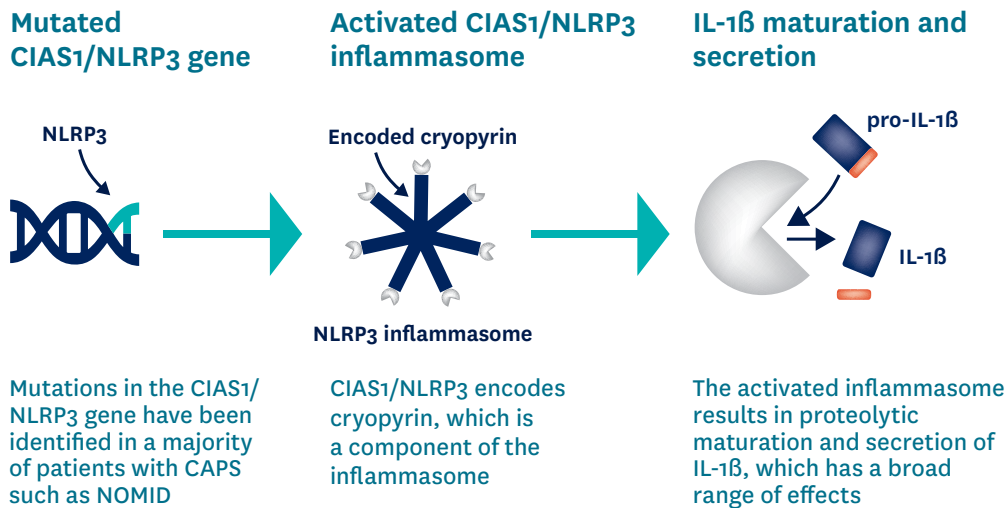 Mutated
CIAS1/NLRP3 gene
Activated CIAS1/NLRP3
inflammasome
IL-1ß maturation and
secretion
NLRP3
Encoded cryopyrin
pro-IL-1ß
IL-1ß
NLRP3 inflammasome
Mutations in the CIAS1/
NLRP3 gene have been
identified in a majority
of patients with CAPS
such as NOMID
CIAS1/NLRP3 encodes
cryopyrin, which is
a component of the
inflammasome
The activated inflammasome
results in proteolytic
maturation and secretion of
IL-1ß, which has a broad
range of effects